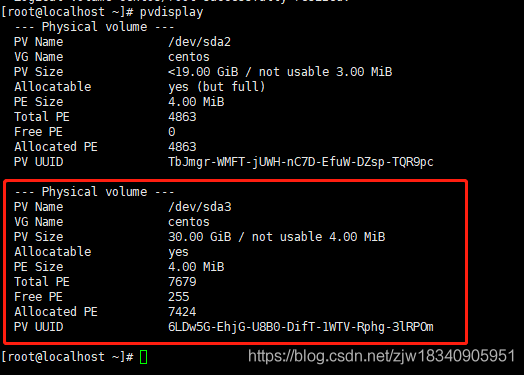 [root@localhost ~]# pvdisplay
--- Physical volume ---
PV Name /dev/sda2
VG Name centos
PV Size <19.00 GiB / not usable 3.00 MiB
Allocatable yes (but full)
PE Size 4.00 MiB
Total PE 4863
Free PE 0
Allocated PE 4863
PV UUID TbJmgr-WMFT-jUWH-nC7D-EfuW-DZsp-TQR9pc
--- Physical volume ---
PV Name /dev/sda3
VG Name centos
PV Size 30.00 GiB / not usable 4.00 MiB
Allocatable yes
PE Size 4.00 MiB
Total PE 7679
Free PE 255
Allocated PE 7424
PV UUID 6LDw5G-EhjG-U8B0-DifT-1WTV-Rphg-3lRPOm
[root@localhost ~]#
https://blog.csdn.net/zjw18340905951